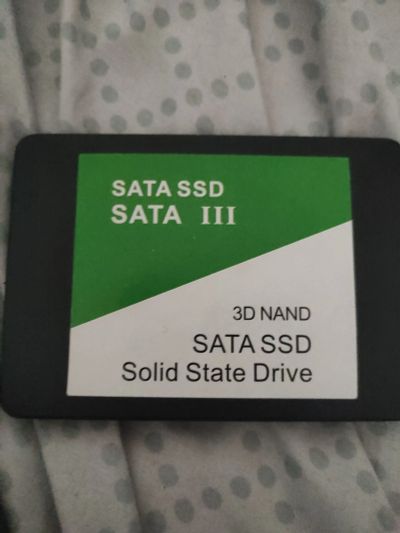 SATA SSD
SATA III
3D NAND
SATA SSD
Solid State Drive